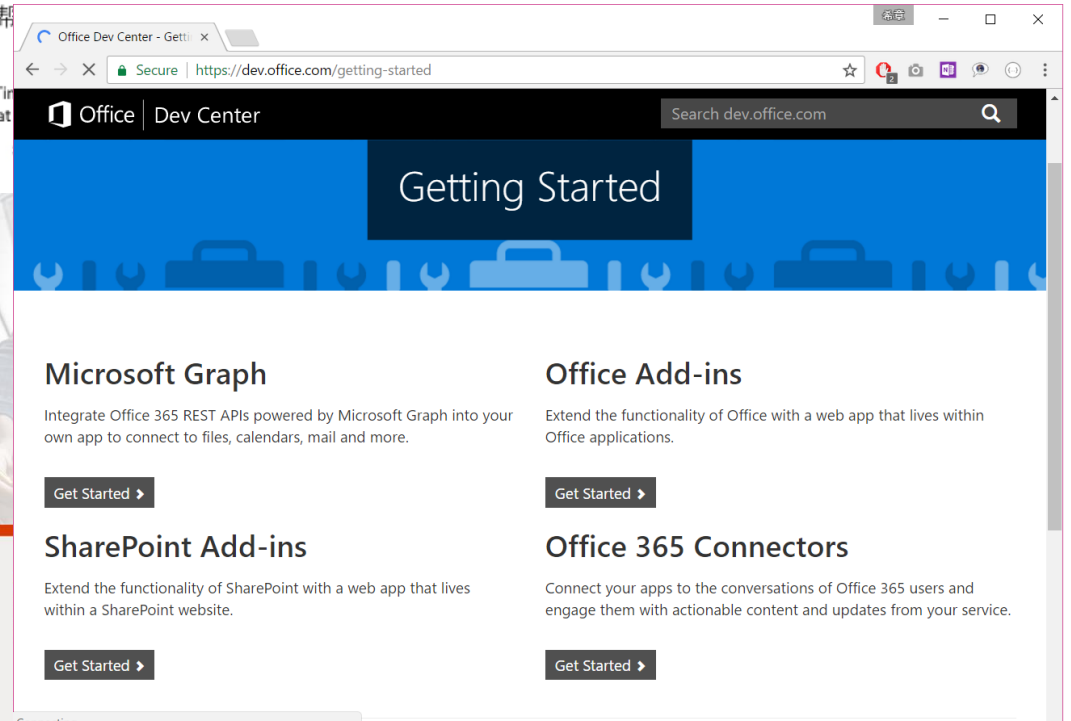 希章
Office Dev Center - Getti
Secure | https://dev.office.com/getting-started
2
N
Office | Dev Center
Search dev.office.com
Getting Started
Microsoft Graph
Integrate Office 365 REST APIs powered by Microsoft Graph into your
own app to connect to files, calendars, mail and more.
Get Started
Office Add-ins
Extend the functionality of Office with a web app that lives within
Office applications.
Get Started
SharePoint Add-ins
Extend the functionality of SharePoint with a web app that lives
within a SharePoint website.
Get Started
Office 365 Connectors
Connect your apps to the conversations of Office 365 users and
engage them with actionable content and updates from your service.
Get Started